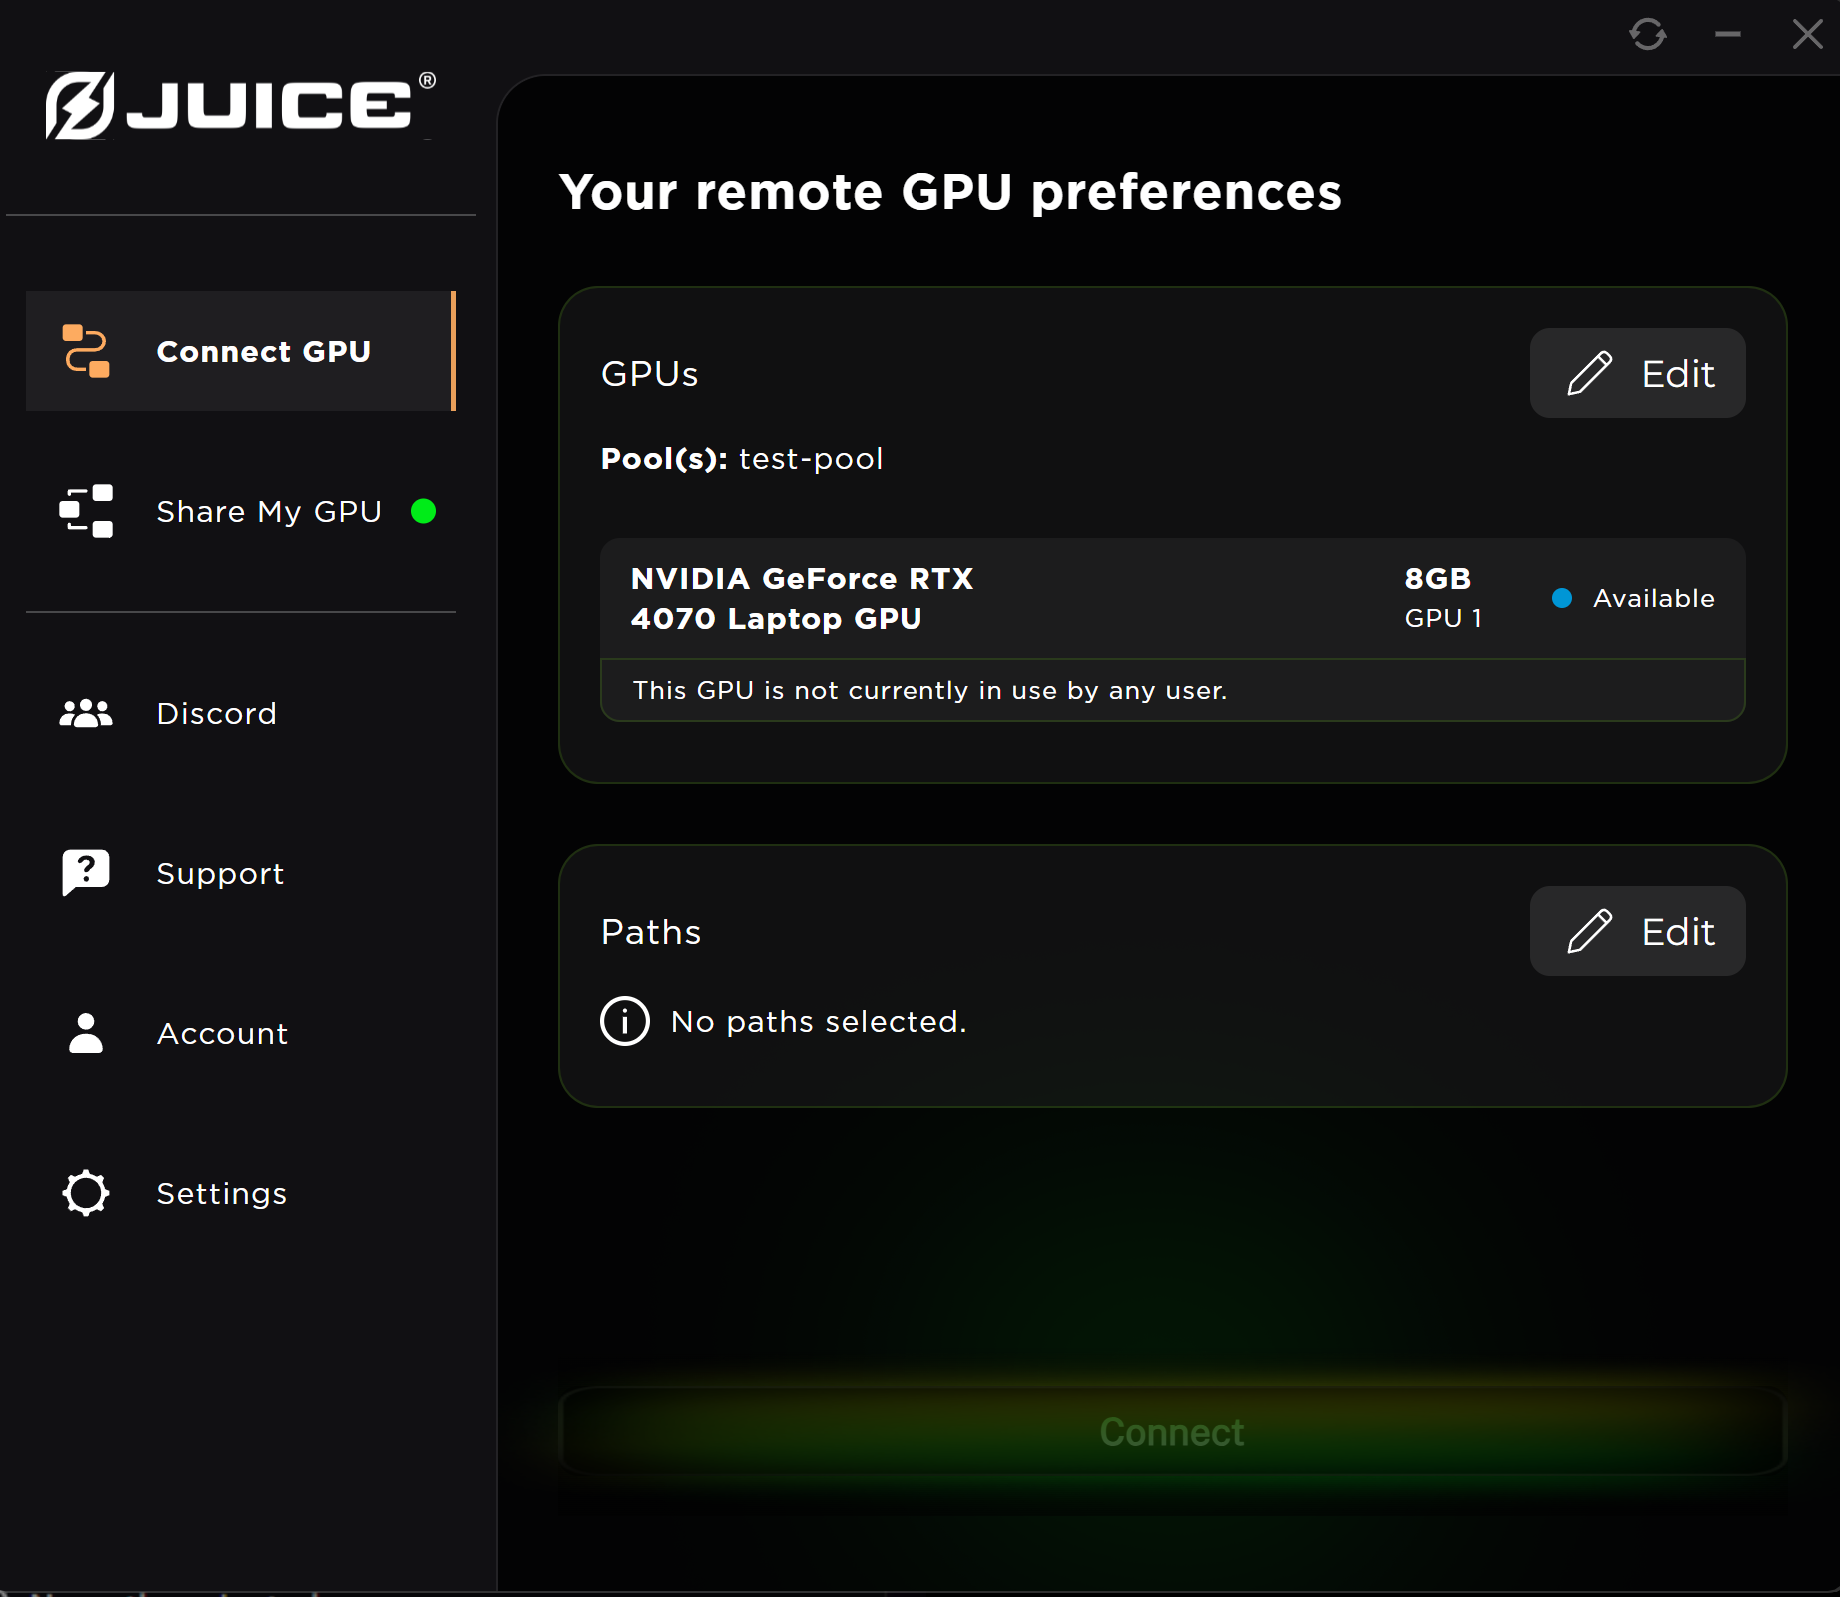 JUICE®
Connect GPU
Share My GPU
Discord
Support
Account
Settings
Your remote GPU preferences
GPUs
Edit
Pool(s): test-pool
NVIDIA GeForce RTX
4070 Laptop GPU
8GB
GPU 1
Available
This GPU is not currently in use by any user.
Paths
Edit
No paths selected.
Connect